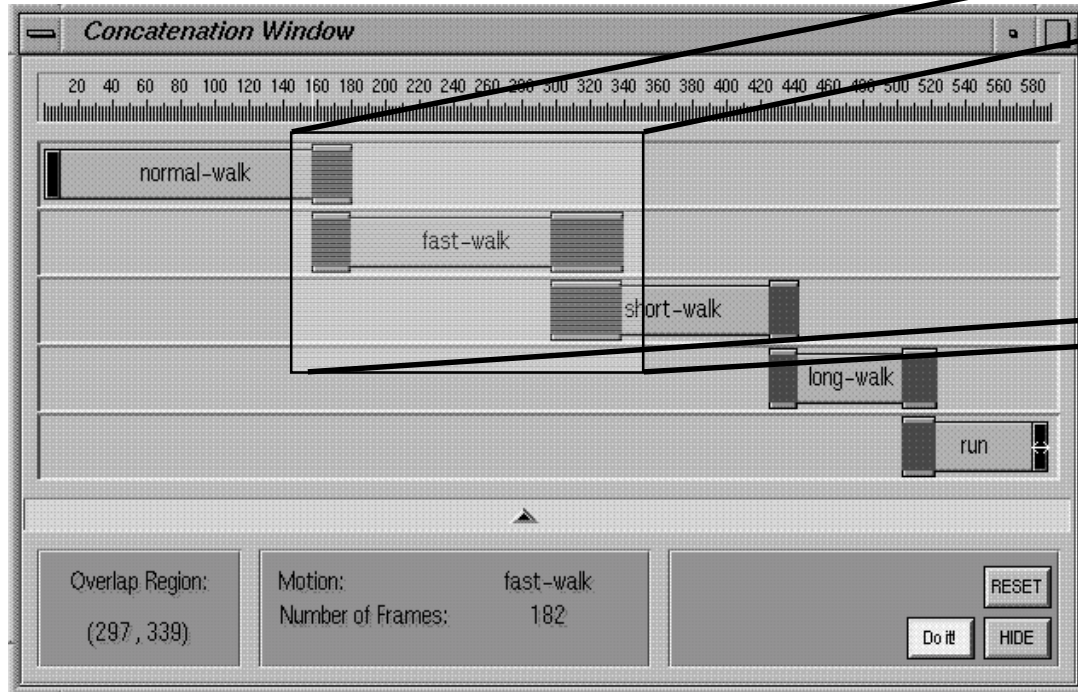 Concatenation Window
20 40 60 80 100 120 140 160 180 200 220 240 260 280 300 320 340 360 380 400 420 440 460 480 500 520 540 560 580
normal-walk
fast-walk
short-walk
long-walk
run
Overlap Region:
(297 , 339)
Motion: fast-walk
Number of Frames: 182
RESET
Do it!
HIDE